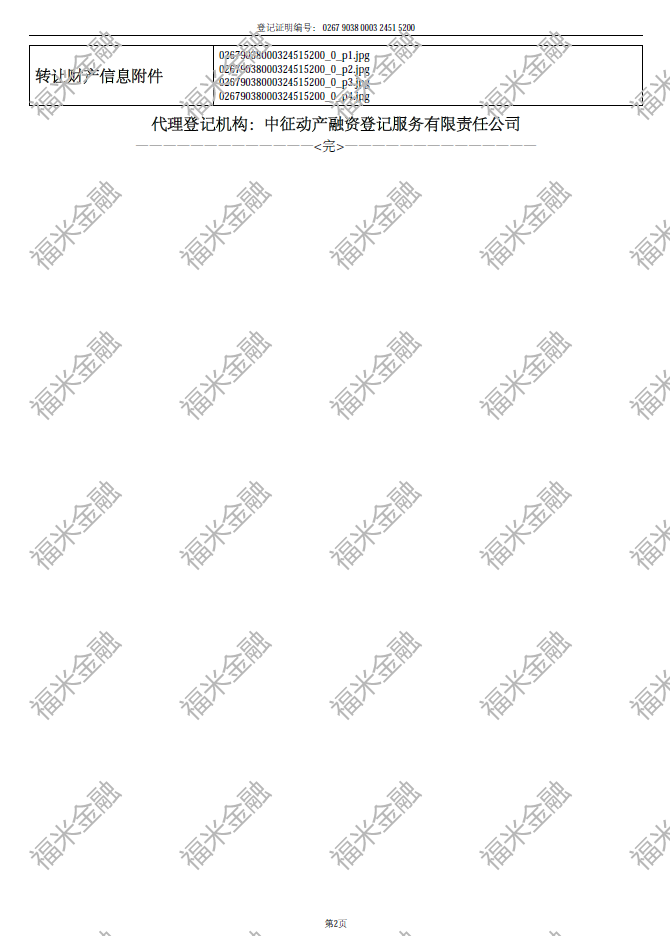 登记证明编号: 0267 9038 0003 2451 5200
转让财产信息附件
02679038000324515200_0_p1.jpg
02679038000324515200_0_p2.jpg
02679038000324515200_0_p3.jpg
02679038000324515200_0_p4.jpg
代理登记机构: 中征动产融资登记服务有限责任公司
——————————————<完>———————————————
福米金融
第2页